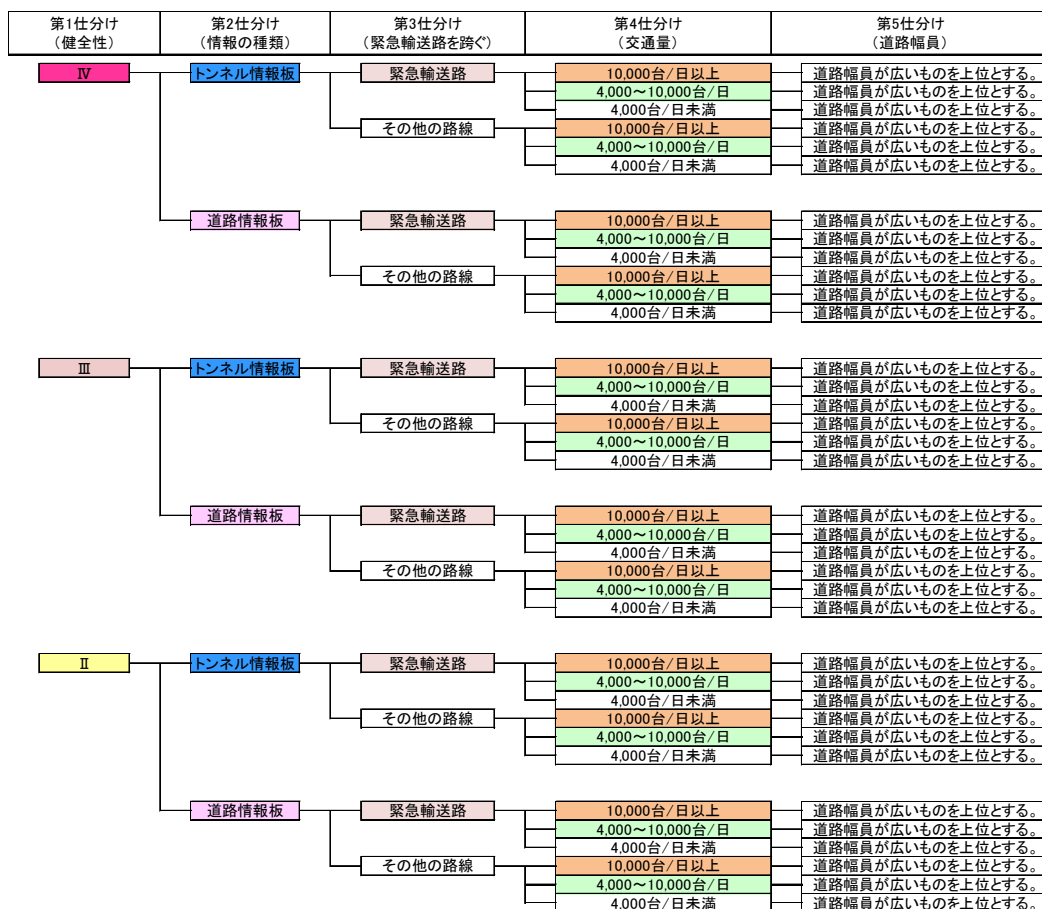 第1仕分け 第2仕分け 第3仕分け 第4仕分け 第5仕分け
（健全性） （情報の種類） （緊急輸送路を跨ぐ） （交通量） （道路幅員）
Ⅳ トンネル情報板 緊急輸送路 10,000台/日以上 道路幅員が広いものを上位とする。
4,000～10,000台/日 道路幅員が広いものを上位とする。
4,000台/日未満 道路幅員が広いものを上位とする。
その他の路線 10,000台/日以上 道路幅員が広いものを上位とする。
4,000～10,000台/日 道路幅員が広いものを上位とする。
4,000台/日未満 道路幅員が広いものを上位とする。
道路情報板 緊急輸送路 10,000台/日以上 道路幅員が広いものを上位とする。
4,000～10,000台/日 道路幅員が広いものを上位とする。
4,000台/日未満 道路幅員が広いものを上位とする。
その他の路線 10,000台/日以上 道路幅員が広いものを上位とする。
4,000～10,000台/日 道路幅員が広いものを上位とする。
4,000台/日未満 道路幅員が広いものを上位とする。
Ⅲ トンネル情報板 緊急輸送路 10,000台/日以上 道路幅員が広いものを上位とする。
4,000～10,000台/日 道路幅員が広いものを上位とする。
4,000台/日未満 道路幅員が広いものを上位とする。
その他の路線 10,000台/日以上 道路幅員が広いものを上位とする。
4,000～10,000台/日 道路幅員が広いものを上位とする。
4,000台/日未満 道路幅員が広いものを上位とする。
道路情報板 緊急輸送路 10,000台/日以上 道路幅員が広いものを上位とする。
4,000～10,000台/日 道路幅員が広いものを上位とする。
4,000台/日未満 道路幅員が広いものを上位とする。
その他の路線 10,000台/日以上 道路幅員が広いものを上位とする。
4,000～10,000台/日 道路幅員が広いものを上位とする。
4,000台/日未満 道路幅員が広いものを上位とする。
Ⅱ トンネル情報板 緊急輸送路 10,000台/日以上 道路幅員が広いものを上位とする。
4,000～10,000台/日 道路幅員が広いものを上位とする。
4,000台/日未満 道路幅員が広いものを上位とする。
その他の路線 10,000台/日以上 道路幅員が広いものを上位とする。
4,000～10,000台/日 道路幅員が広いものを上位とする。
4,000台/日未満 道路幅員が広いものを上位とする。
道路情報板 緊急輸送路 10,000台/日以上 道路幅員が広いものを上位とする。
4,000～10,000台/日 道路幅員が広いものを上位とする。
4,000台/日未満 道路幅員が広いものを上位とする。
その他の路線 10,000台/日以上 道路幅員が広いものを上位とする。
4,000～10,000台/日 道路幅員が広いものを上位とする。
4,000台/日未満 道路幅員が広いものを上位とする。